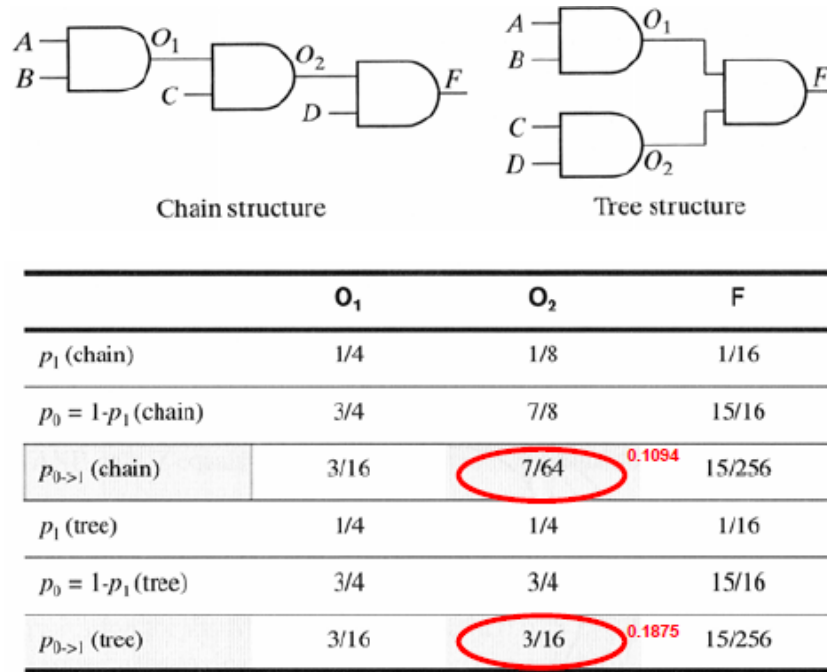 A
B
O1
C
O2
D
F
Chain structure
A
B
O1
C
D
O2
F
Tree structure
O1 O2 F
p1 (chain) 1/4 1/8 1/16
p0 = 1-p1 (chain) 3/4 7/8 15/16
p0->1 (chain) 3/16 7/64 0.1094 15/256
p1 (tree) 1/4 1/4 1/16
p0 = 1-p1 (tree) 3/4 3/4 15/16
p0->1 (tree) 3/16 3/16 0.1875 15/256